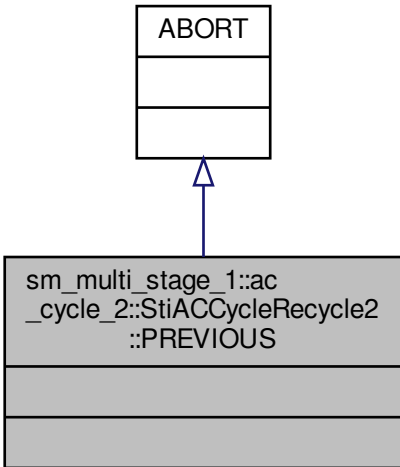 ABORT
sm_multi_stage_1::ac
_cycle_2::StiACCycleRecycle2
::PREVIOUS